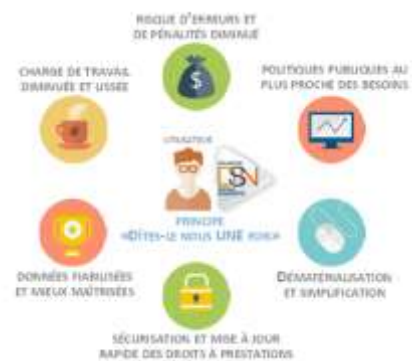 RISQUE D'ERREURS ET
DE PÉNALITÉS DIMINUÉ
CHARGE DE TRAVAIL
DIMINUÉE ET LISSÉE
POLITIQUES PUBLIQUES AU
PLUS PROCHE DES BESOINS
UTILISATEUR
DSN
PRINCIPE
«DÎTES-LE NOUS UNE FOIS»
DONNÉES FIABILISÉES
ET MIEUX MAÎTRISÉES
DÉMATÉRIALISATION
ET SIMPLIFICATION
SÉCURISATION ET MISE À JOUR
RAPIDE DES DROITS À PRESTATIONS